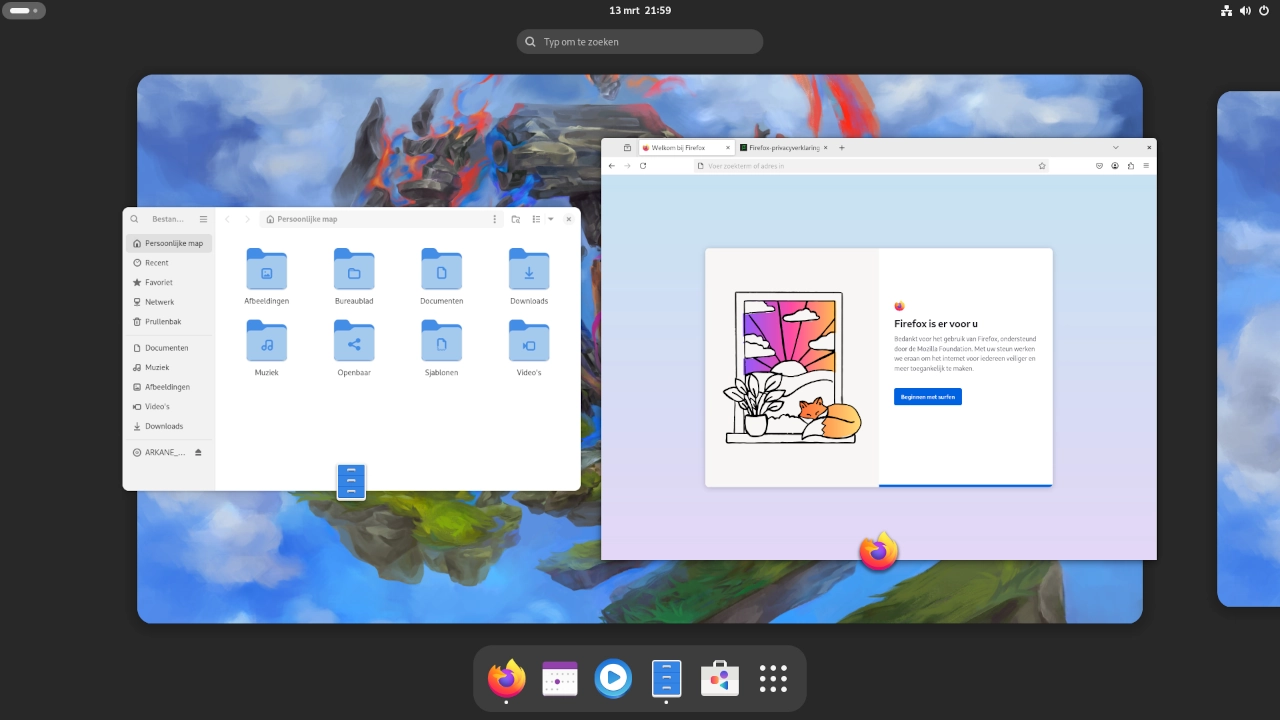 13 mrt 21:59
Typ om te zoeken
Bestan...
Persoonlijke map
Persoonlijke map
Recent
Favoriet
Netwerk
Prullenbak
Documenten
Muziek
Afbeeldingen
Video's
Downloads
ARKANE_...
Afbeeldingen
Bureaublad
Documenten
Downloads
Muziek
Openbaar
Sjablonen
Video's
Welkom bij Firefox
Firefox-privacyverklaring
Voer zoekterm of adres in
Firefox is er voor u
Bedankt voor het gebruik van Firefox, ondersteund
door de Mozilla Foundation. Met uw steun werken
we eraan om het internet voor iedereen veiliger en
meer toegankelijk te maken.
Beginnen met surfen